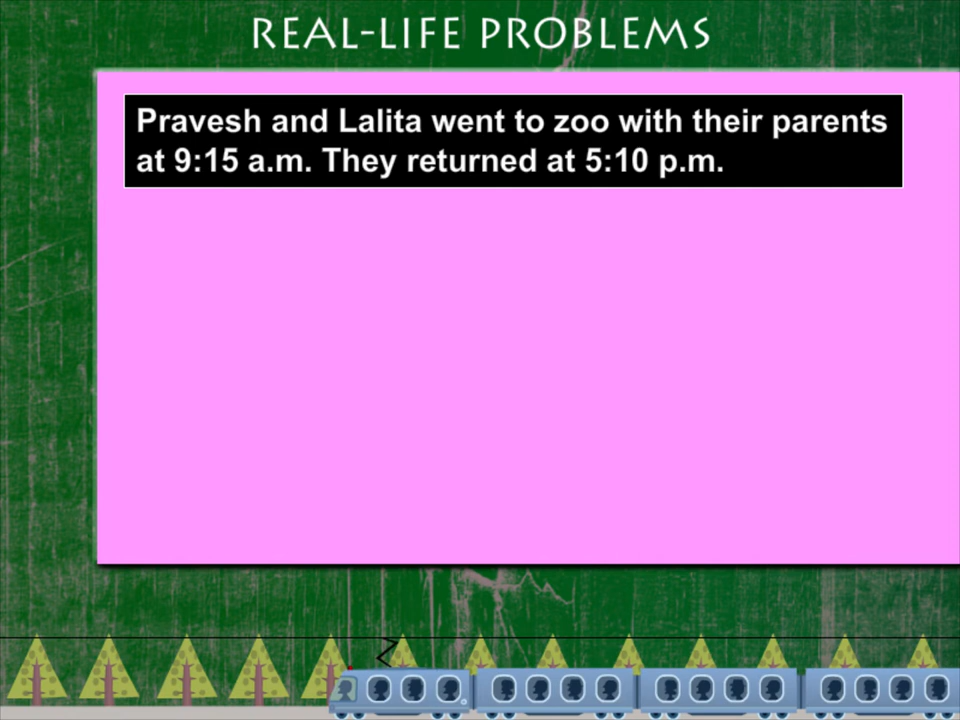 REAL-LIFE PROBLEMS
Pravesh and Lalita went to zoo with their parents
at 9:15 a.m. They returned at 5:10 p.m.